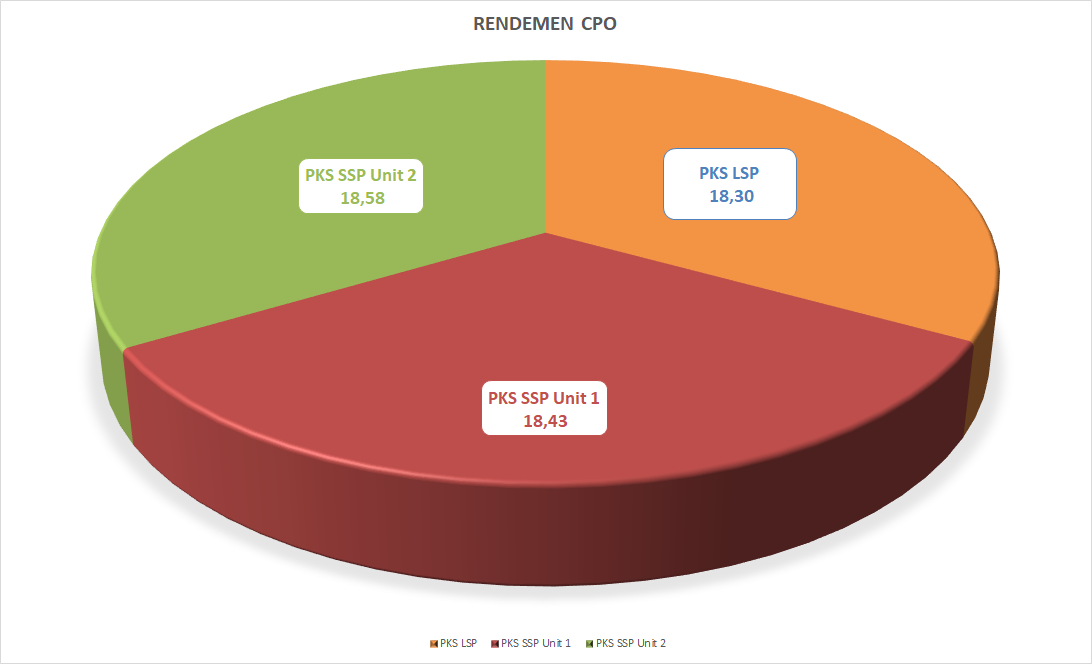 RENDEMEN CPO
PKS SSP Unit 2
18,58
PKS LSP
18,30
PKS SSP Unit 1
18,43
PKS LSP PKS SSP Unit 1 PKS SSP Unit 2